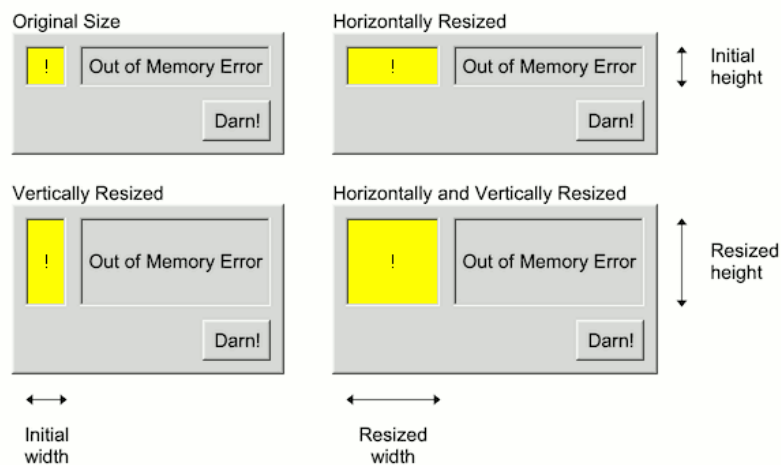 Original Size
Horizontally Resized
!
Out of Memory Error
Darn!
!
Out of Memory Error
Darn!
Initial
height
Vertically Resized
Horizontally and Vertically Resized
!
Out of Memory Error
Darn!
!
Out of Memory Error
Darn!
Resized
height
Initial
width
Resized
width